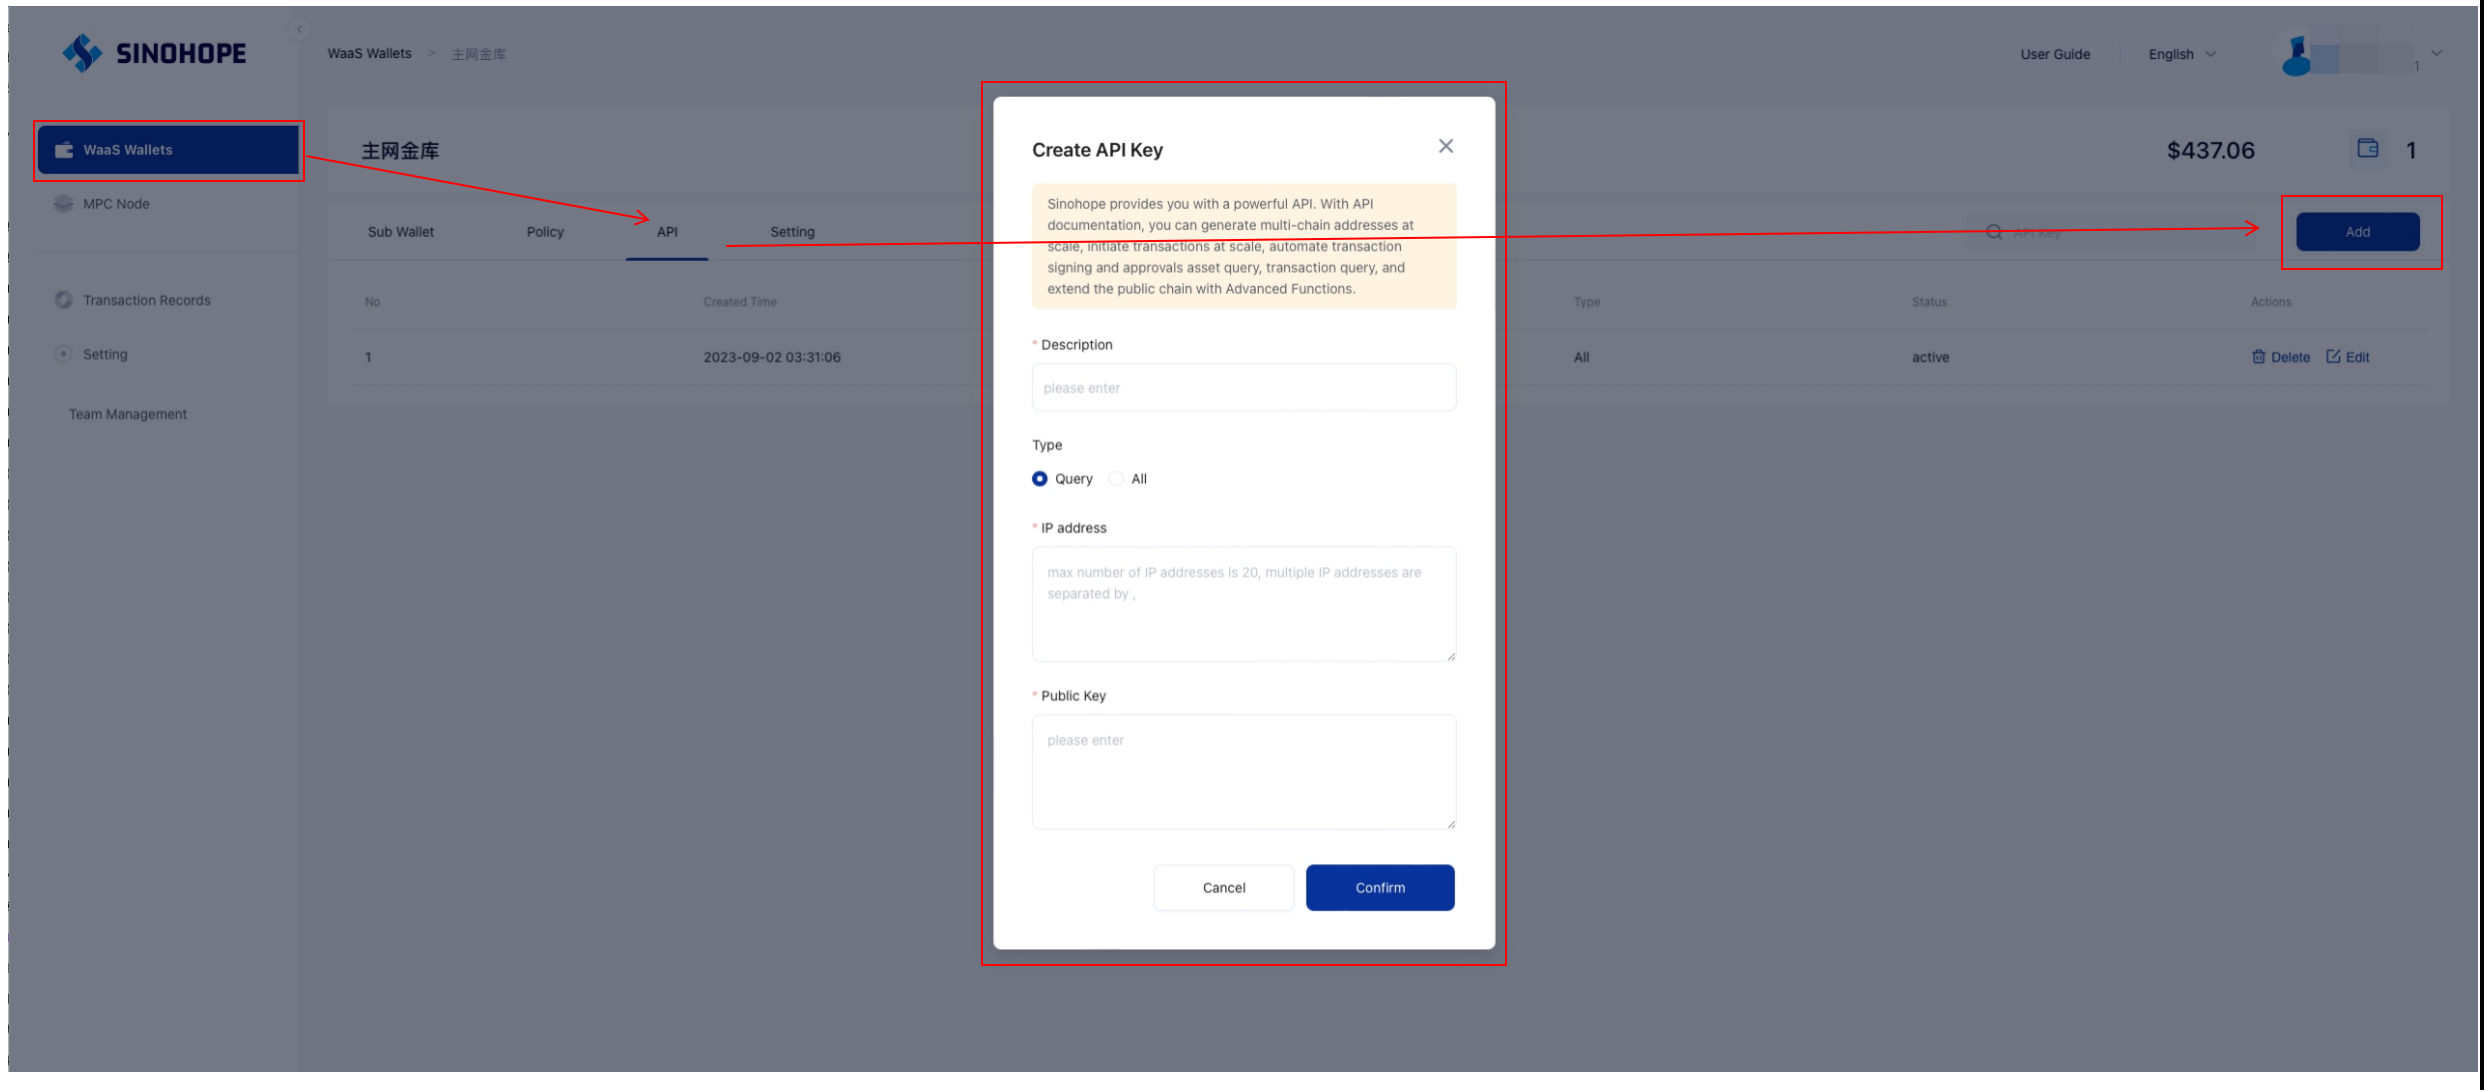 SINOHOPE
WaaS Wallets > 主网金库
User Guide
English
1
WaaS Wallets
MPC Node
Transaction Records
Setting
Team Management
主网金库
$437.06
1
Sub Wallet
Policy
API
Setting
API Key
Add
No
Created Time
Type
Status
Actions
1
2023-09-02 03:31:06
All
active
Delete
Edit
Create API Key
Sinohope provides you with a powerful API. With API
documentation, you can generate multi-chain addresses at
scale, initiate transactions at scale, automate transaction
signing and approvals asset query, transaction query, and
extend the public chain with Advanced Functions.
* Description
please enter
Type
Query
All
* IP address
max number of IP addresses is 20, multiple IP addresses are
separated by ,
* Public Key
please enter
Cancel
Confirm